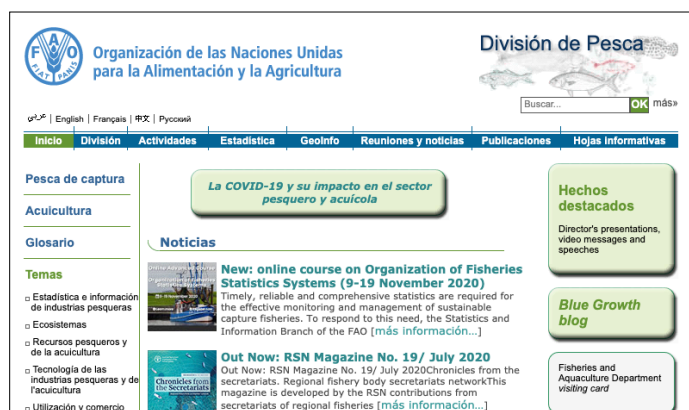 F A O
FIAT PANIS
Organización de las Naciones Unidas
para la Alimentación y la Agricultura
División de Pesca
Buscar...
OK
más»
عربي | English | Français | 中文 | Русский
Inicio División Actividades Estadística GeoInfo Reuniones y noticias Publicaciones Hojas informativas
Pesca de captura
Acuicultura
Glosario
Temas
Estadística e información
de industrias pesqueras
Ecosistemas
Recursos pesqueros y
de la acuicultura
Tecnología de las
industrias pesqueras y de
l'acuicultura
Utilización y comercio
La COVID-19 y su impacto en el sector
pesquero y acuícola
Noticias
New: online course on Organization of Fisheries
Statistics Systems (9-19 November 2020)
Timely, reliable and comprehensive statistics are required for
the effective monitoring and management of sustainable
capture fisheries. To respond to this need, the Statistics and
Information Branch of the FAO [más información...]
Chronicles from
the Secretariats
Out Now: RSN Magazine No. 19/ July 2020
Out Now: RSN Magazine No. 19/ July 2020Chronicles from the
secretariats. Regional fishery body secretariats networkThis
magazine is developed by the RSN contributions from
secretariats of regional fisheries [más información...]
Hechos
destacados
Director's presentations,
video messages and
speeches
Blue Growth
blog
Fisheries and
Aquaculture Department
visiting card